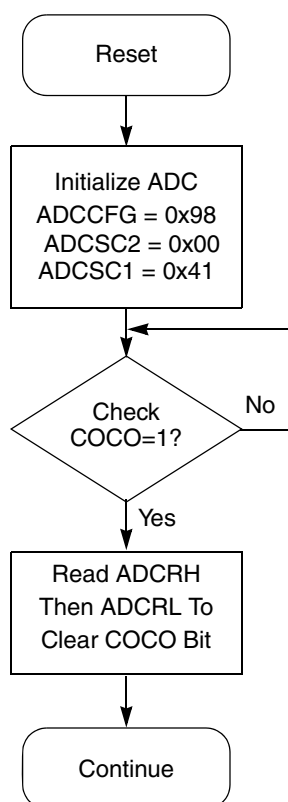 Reset
Initialize ADC
ADCCFG = 0x98
ADCSC2 = 0x00
ADCSC1 = 0x41
Check
COCO=1?
No
Yes
Read ADCRH
Then ADCRL To
Clear COCO Bit
Continue